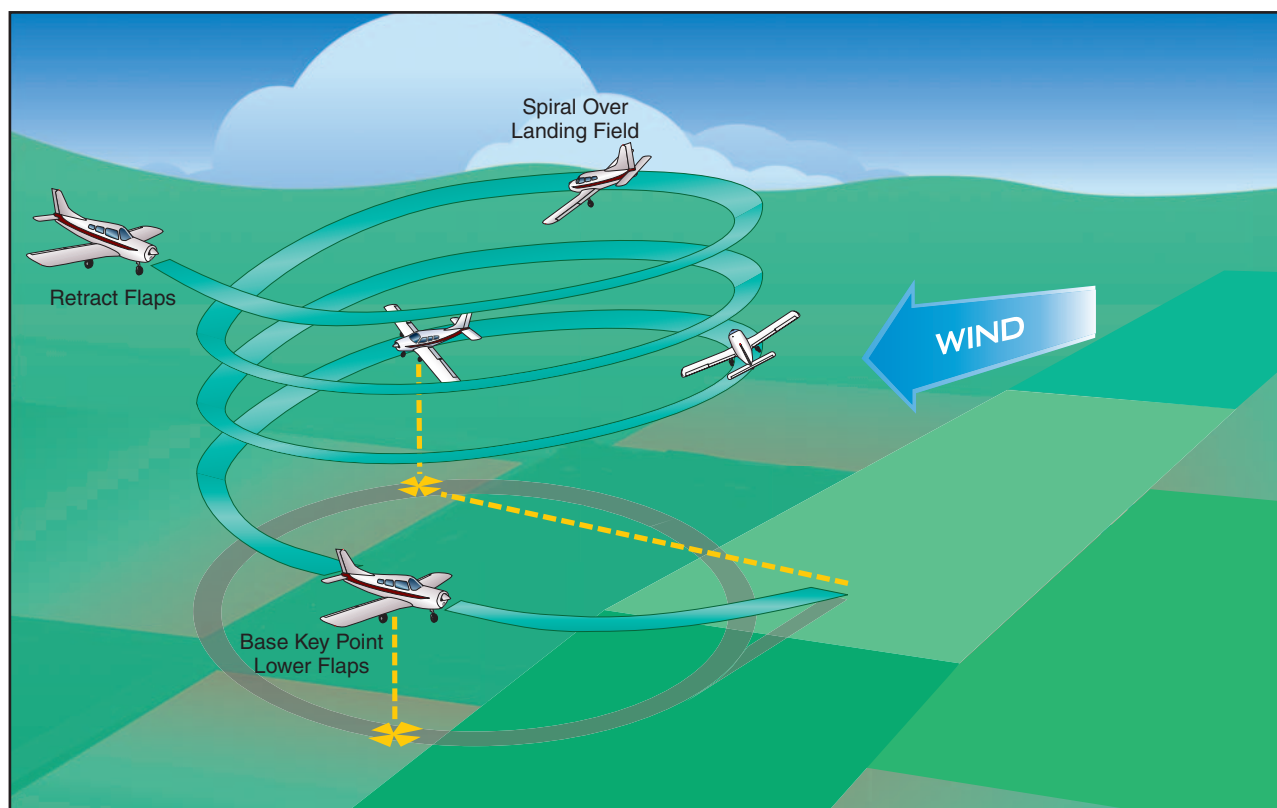 Spiral Over
Landing Field
Retract Flaps
WIND
Base Key Point
Lower Flaps